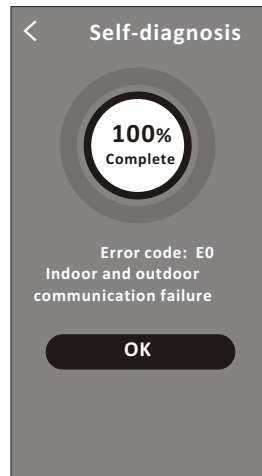 Self-diagnosis
100%
Complete
Error code: E0
Indoor and outdoor
communication failure
OK